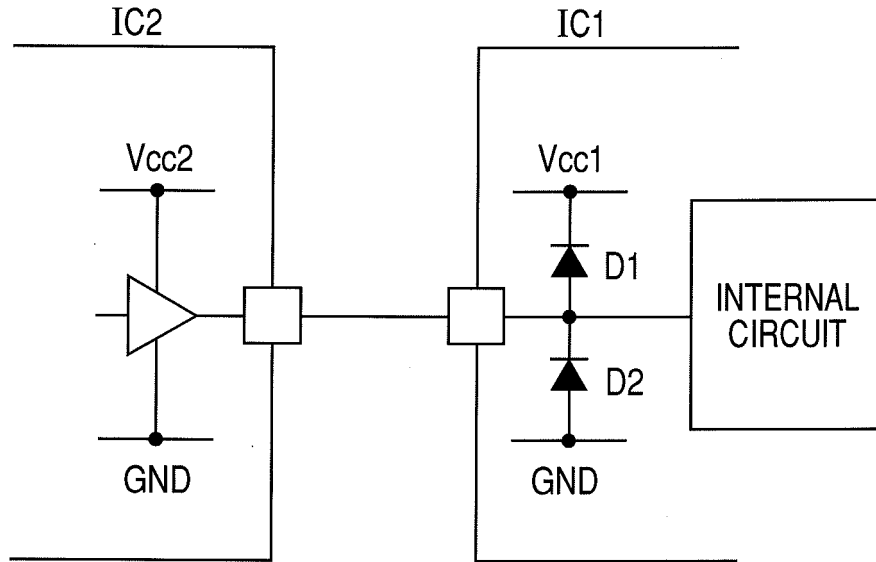 IC2
IC1
Vcc2
Vcc1
D1
INTERNAL
CIRCUIT
D2
GND
GND